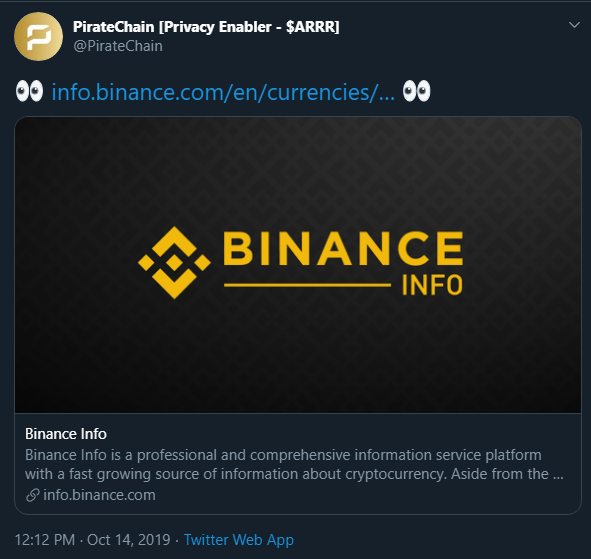 PirateChain [Privacy Enabler - $ARRR]
@PirateChain
👀 info.binance.com/en/currencies/... 👀
BINANCE
INFO
Binance Info
Binance Info is a professional and comprehensive information service platform
with a fast growing source of information about cryptocurrency. Aside from the ...
info.binance.com
12:12 PM · Oct 14, 2019 · Twitter Web App